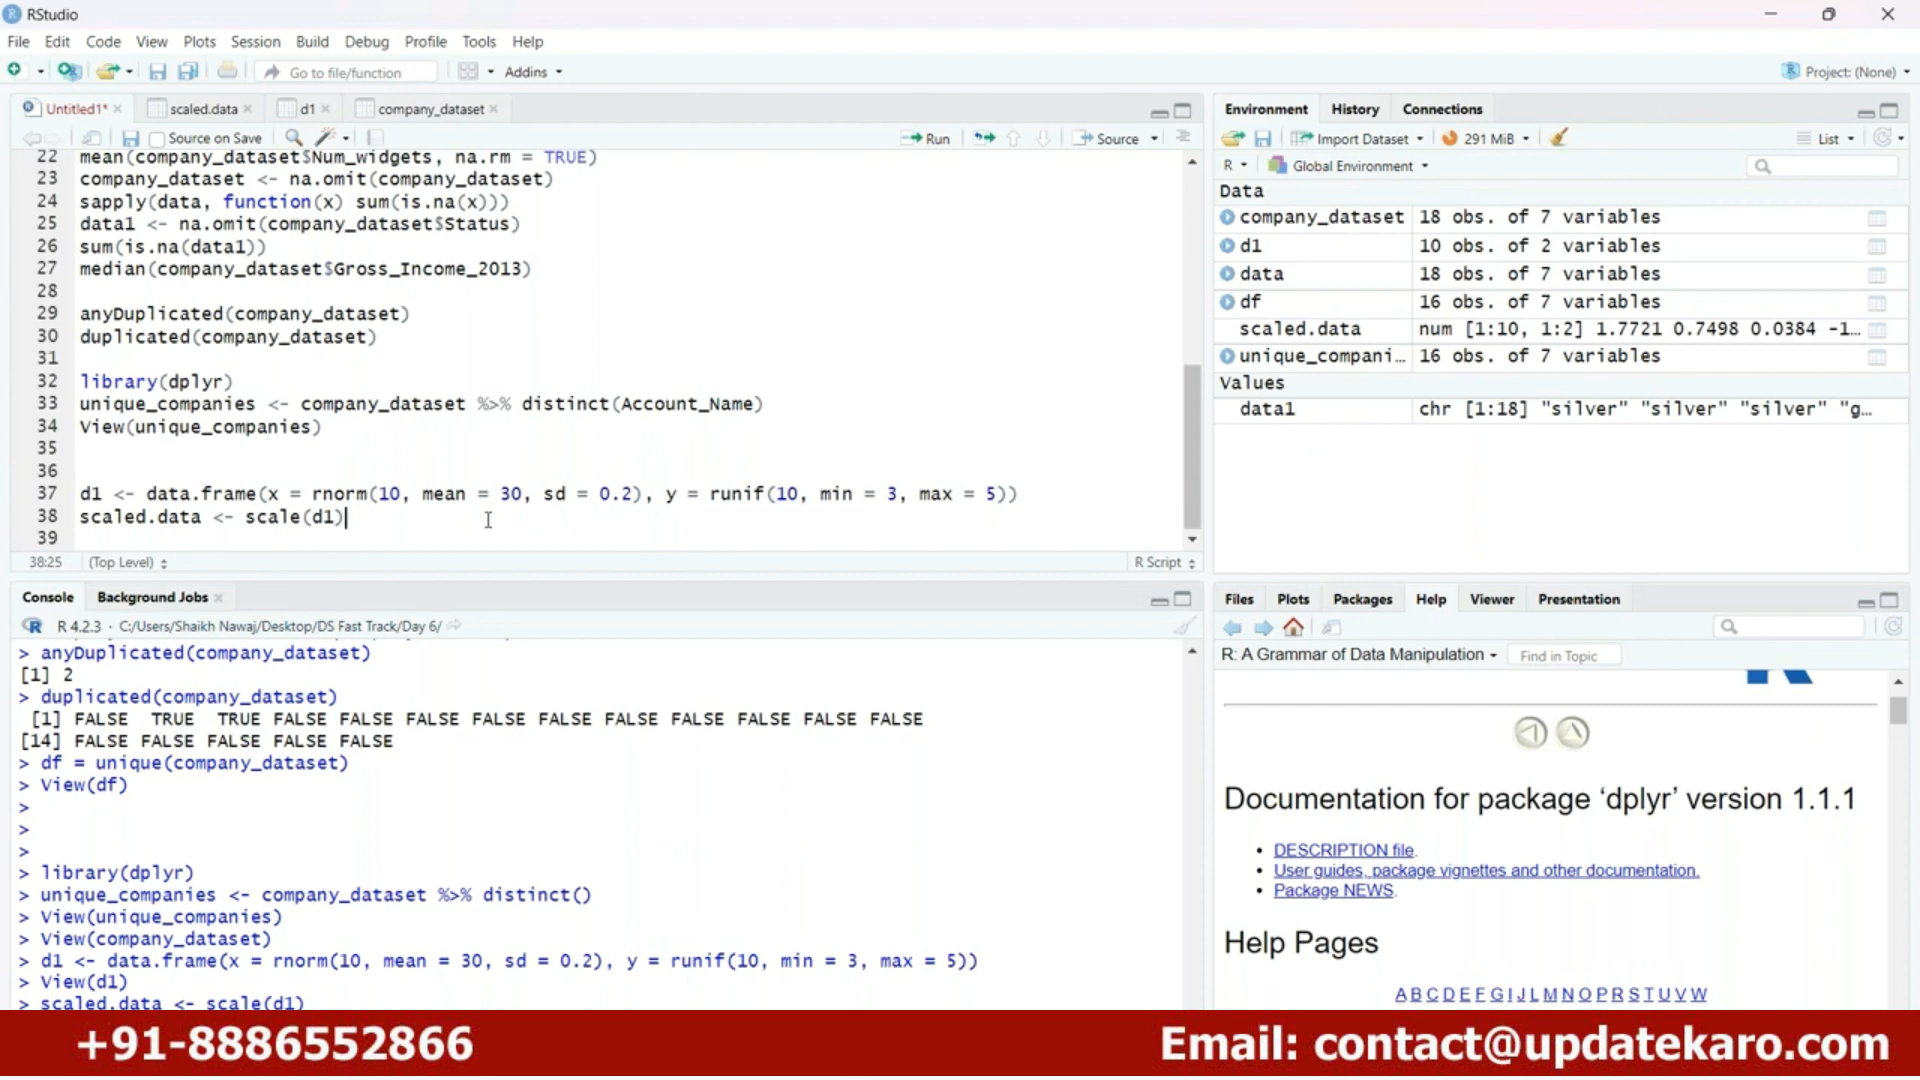 RStudio
File Edit Code View Plots Session Build Debug Profile Tools Help
Go to file/function Addins Project: (None)
Untitled1* scaled.data d1 company_dataset
Source on Save Run Source
22 mean(company_dataset$Num_widgets, na.rm = TRUE)
23 company_dataset <- na.omit(company_dataset)
24 sapply(data, function(x) sum(is.na(x)))
25 data1 <- na.omit(company_dataset$Status)
26 sum(is.na(data1))
27 median(company_dataset$Gross_Income_2013)
28
29 anyDuplicated(company_dataset)
30 duplicated(company_dataset)
31
32 library(dplyr)
33 unique_companies <- company_dataset %>% distinct(Account_Name)
34 View(unique_companies)
35
36
37 d1 <- data.frame(x = rnorm(10, mean = 30, sd = 0.2), y = runif(10, min = 3, max = 5))
38 scaled.data <- scale(d1)
39
38:25 (Top Level) R Script
Console Background Jobs
R 4.2.3 · C:/Users/Shaikh Nawaj/Desktop/DS Fast Track/Day 6/
> anyDuplicated(company_dataset)
[1] 2
> duplicated(company_dataset)
[1] FALSE TRUE TRUE FALSE FALSE FALSE FALSE FALSE FALSE FALSE FALSE FALSE FALSE
[14] FALSE FALSE FALSE FALSE FALSE
> df = unique(company_dataset)
> View(df)
>
>
>
> library(dplyr)
> unique_companies <- company_dataset %>% distinct()
> View(unique_companies)
> View(company_dataset)
> d1 <- data.frame(x = rnorm(10, mean = 30, sd = 0.2), y = runif(10, min = 3, max = 5))
> View(d1)
> scaled.data <- scale(d1)
Environment History Connections
Import Dataset 291 MiB List
R Global Environment
Data
company_dataset 18 obs. of 7 variables
d1 10 obs. of 2 variables
data 18 obs. of 7 variables
df 16 obs. of 7 variables
scaled.data num [1:10, 1:2] 1.7721 0.7498 0.0384 -1…
unique_compani… 16 obs. of 7 variables
Values
data1 chr [1:18] "silver" "silver" "silver" "g…
Files Plots Packages Help Viewer Presentation
R: A Grammar of Data Manipulation Find in Topic
Documentation for package ‘dplyr’ version 1.1.1
• DESCRIPTION file.
• User guides, package vignettes and other documentation.
• Package NEWS.
Help Pages
A B C D E F G I J L M N O P R S T U V W
+91-8886552866 Email: contact@updatekaro.com